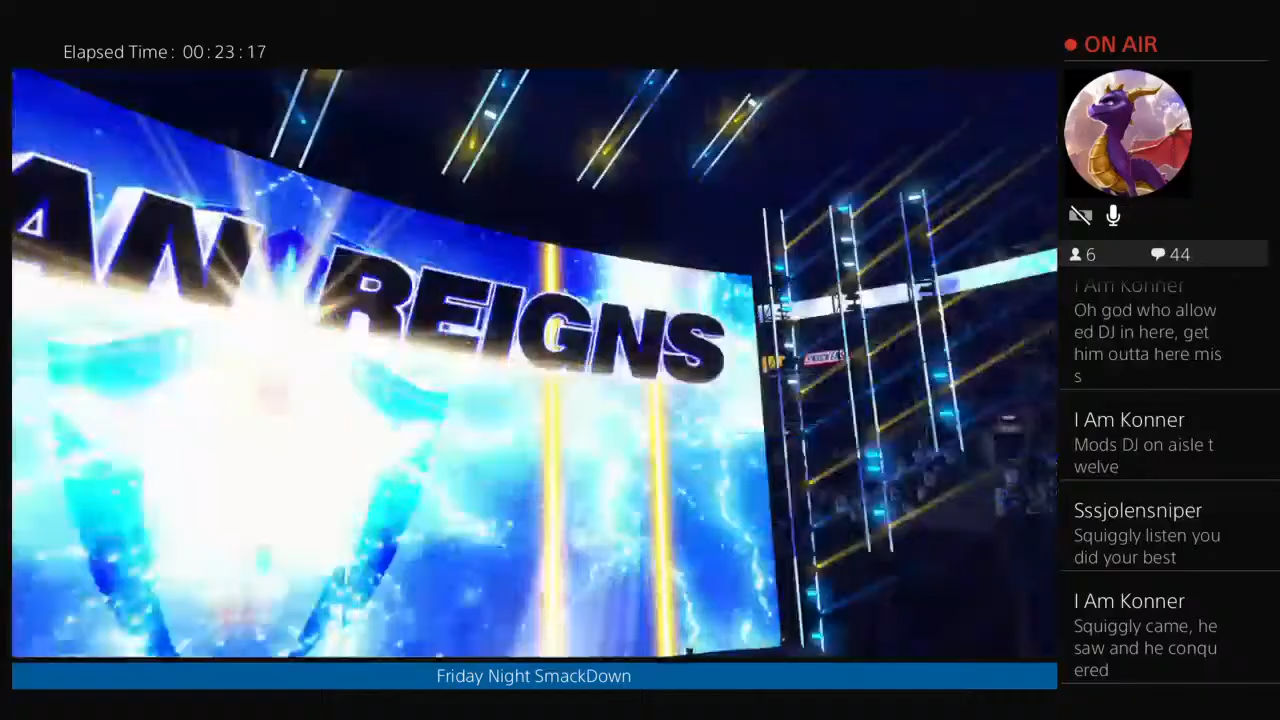 Elapsed Time: 00:23:17
ON AIR
AN REIGNS
6 44
I Am Konner
Oh god who allow
ed DJ in here, get
him outta here mis
s
I Am Konner
Mods DJ on aisle t
welve
Sssjolensniper
Squiggly listen you
did your best
I Am Konner
Squiggly came, he
saw and he conqu
ered
Friday Night SmackDown